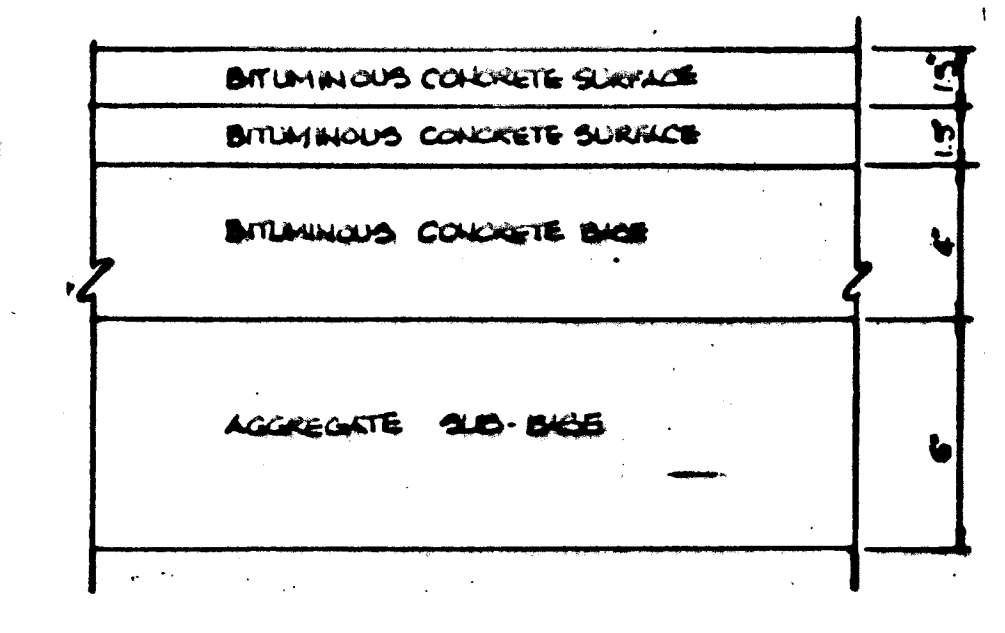 BITUMINOUS CONCRETE SURFACE
1.5"
BITUMINOUS CONCRETE SURFACE
1.5"
BITUMINOUS CONCRETE BASE
4"
AGGREGATE SUB-BASE
6"